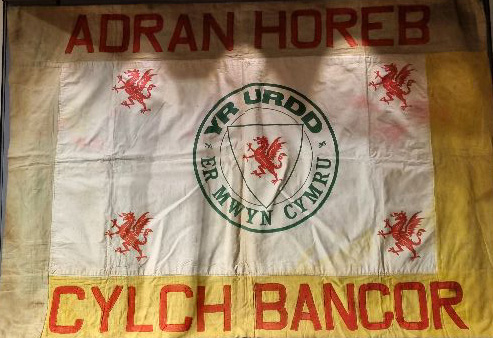 ADRAN HOREB
YR URDD
ER MWYN CYMRU
CYLCH BANCOR